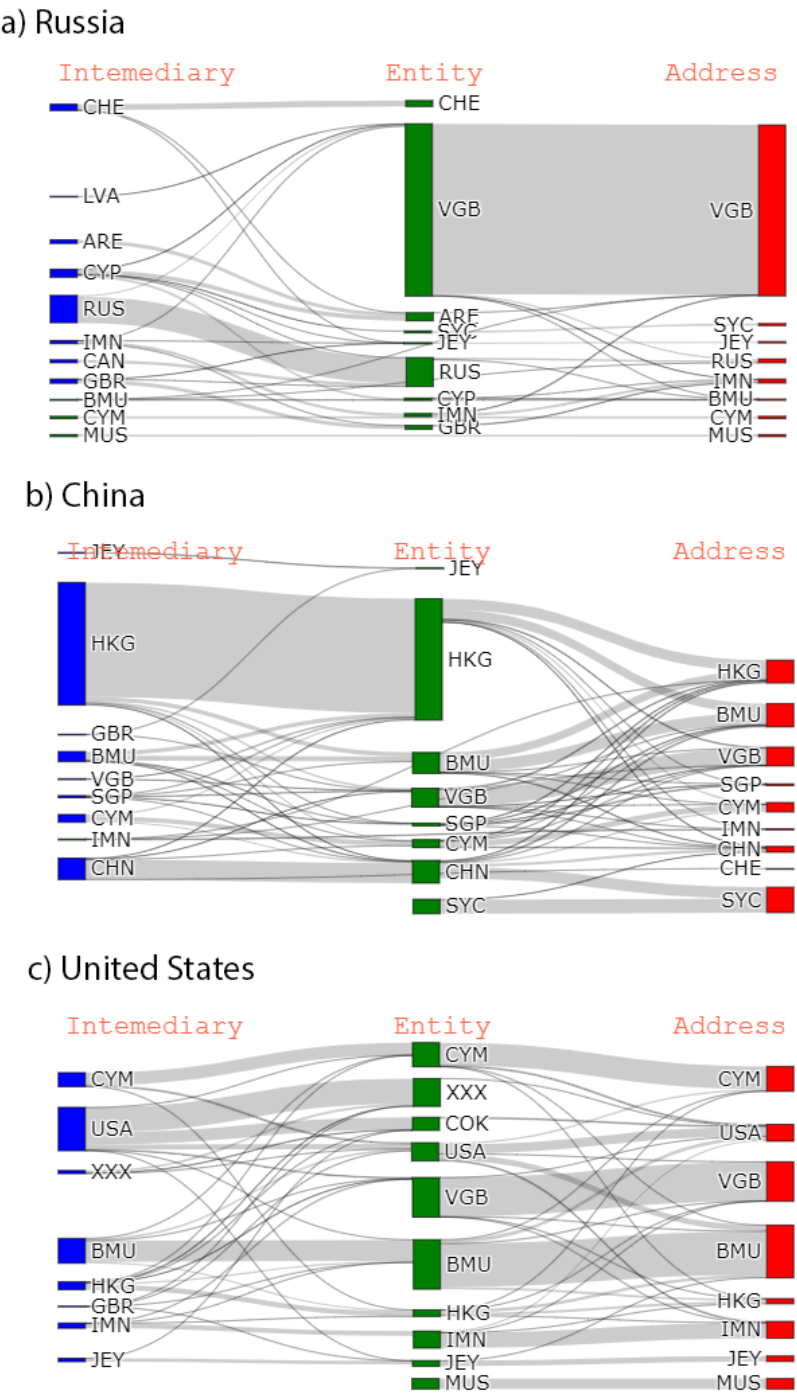 a) Russia
Intemediary Entity Address
CHE CHE
VGB VGB
LVA
ARE
CYP
RUS
ARE
SYC SYC
IMN JEY JEY
CAN RUS RUS
GBR IMN
BMU CYP BMU
CYM IMN CYM
MUS GBR MUS
b) China
Intemediary Entity Address
JEY JEY
HKG HKG HKG
BMU
GBR
BMU BMU VGB
VGB SGP
SGP VGB CYM
CYM SGP IMN
IMN CYM CHN
CHN CHN CHE
SYC SYC
c) United States
Intemediary Entity Address
CYM CYM CYM
XXX
USA COK USA
USA
XXX VGB VGB
BMU BMU BMU
HKG HKG HKG
GBR
IMN IMN IMN
JEY JEY JEY
MUS MUS